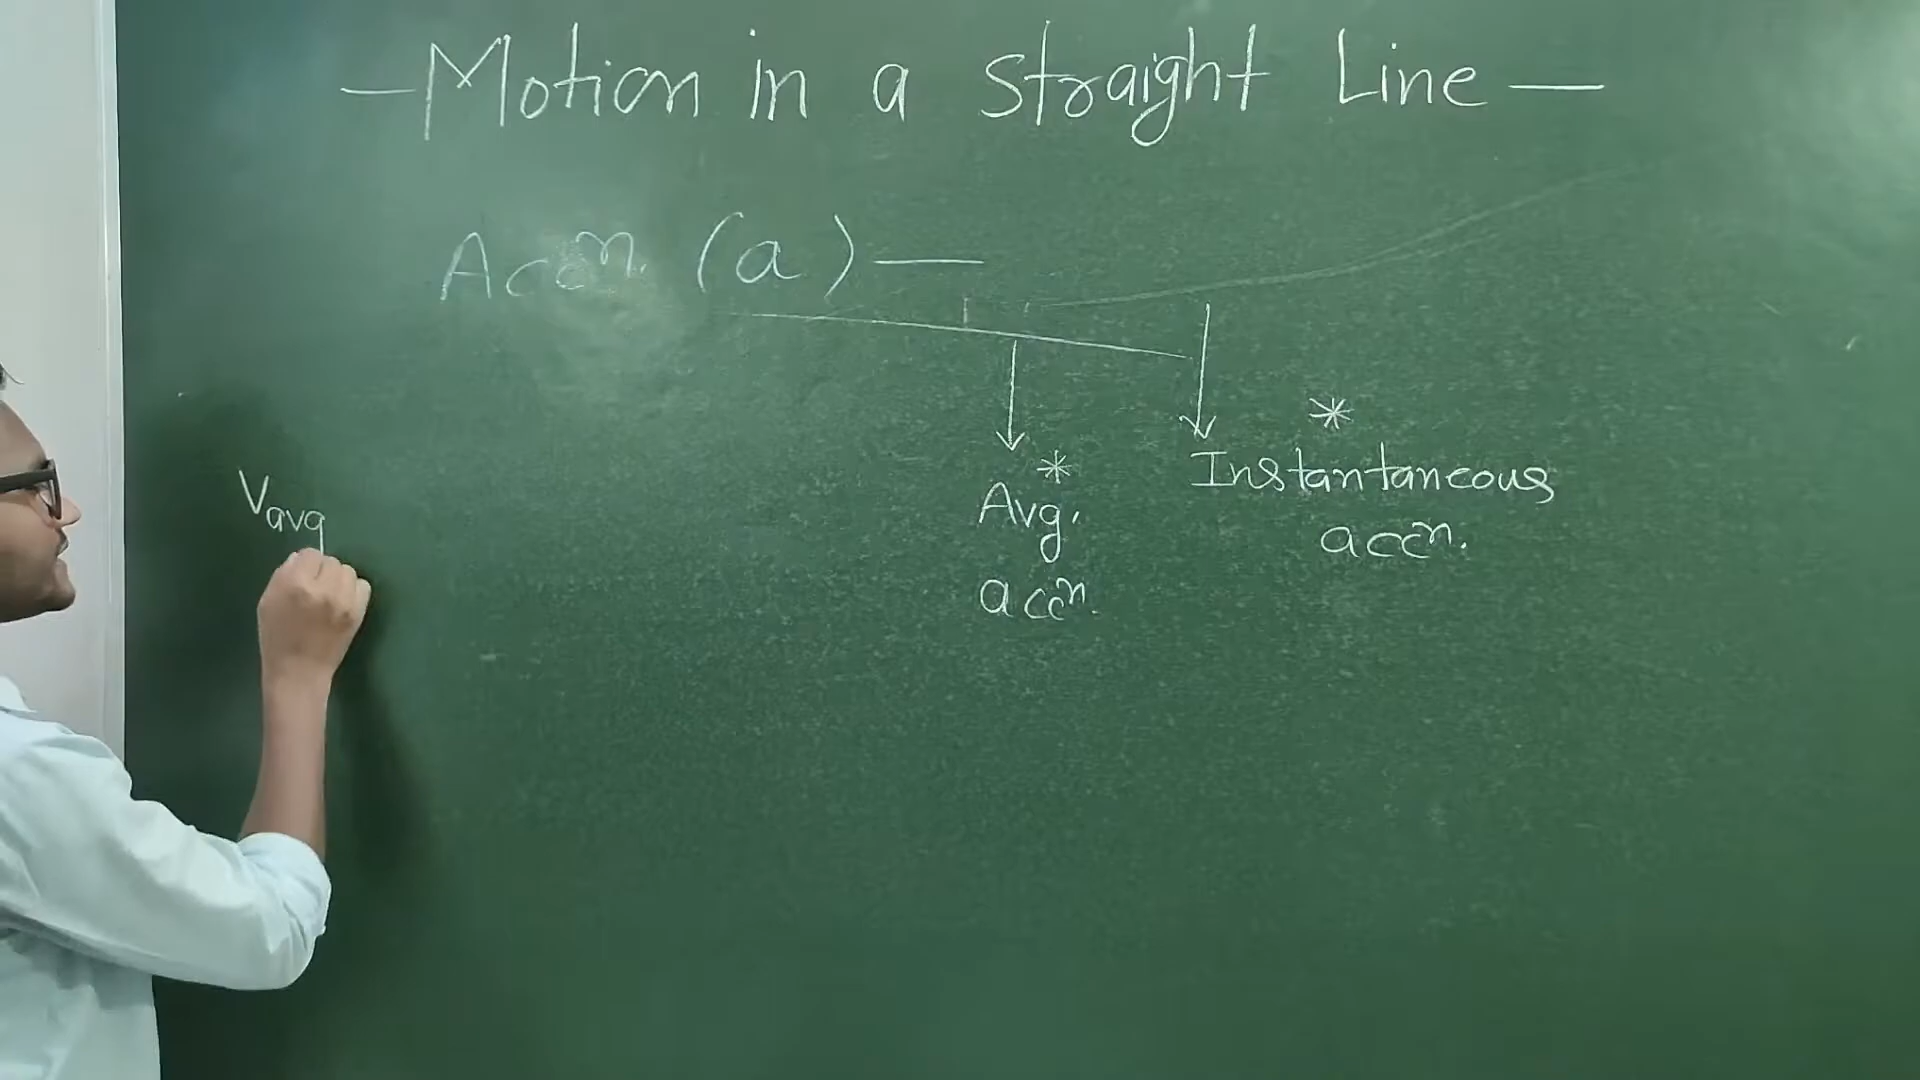 — Motion in a Straight Line —
Accⁿ. (a) —
* Instantaneous accⁿ.
* Avg. accⁿ.
Vavg